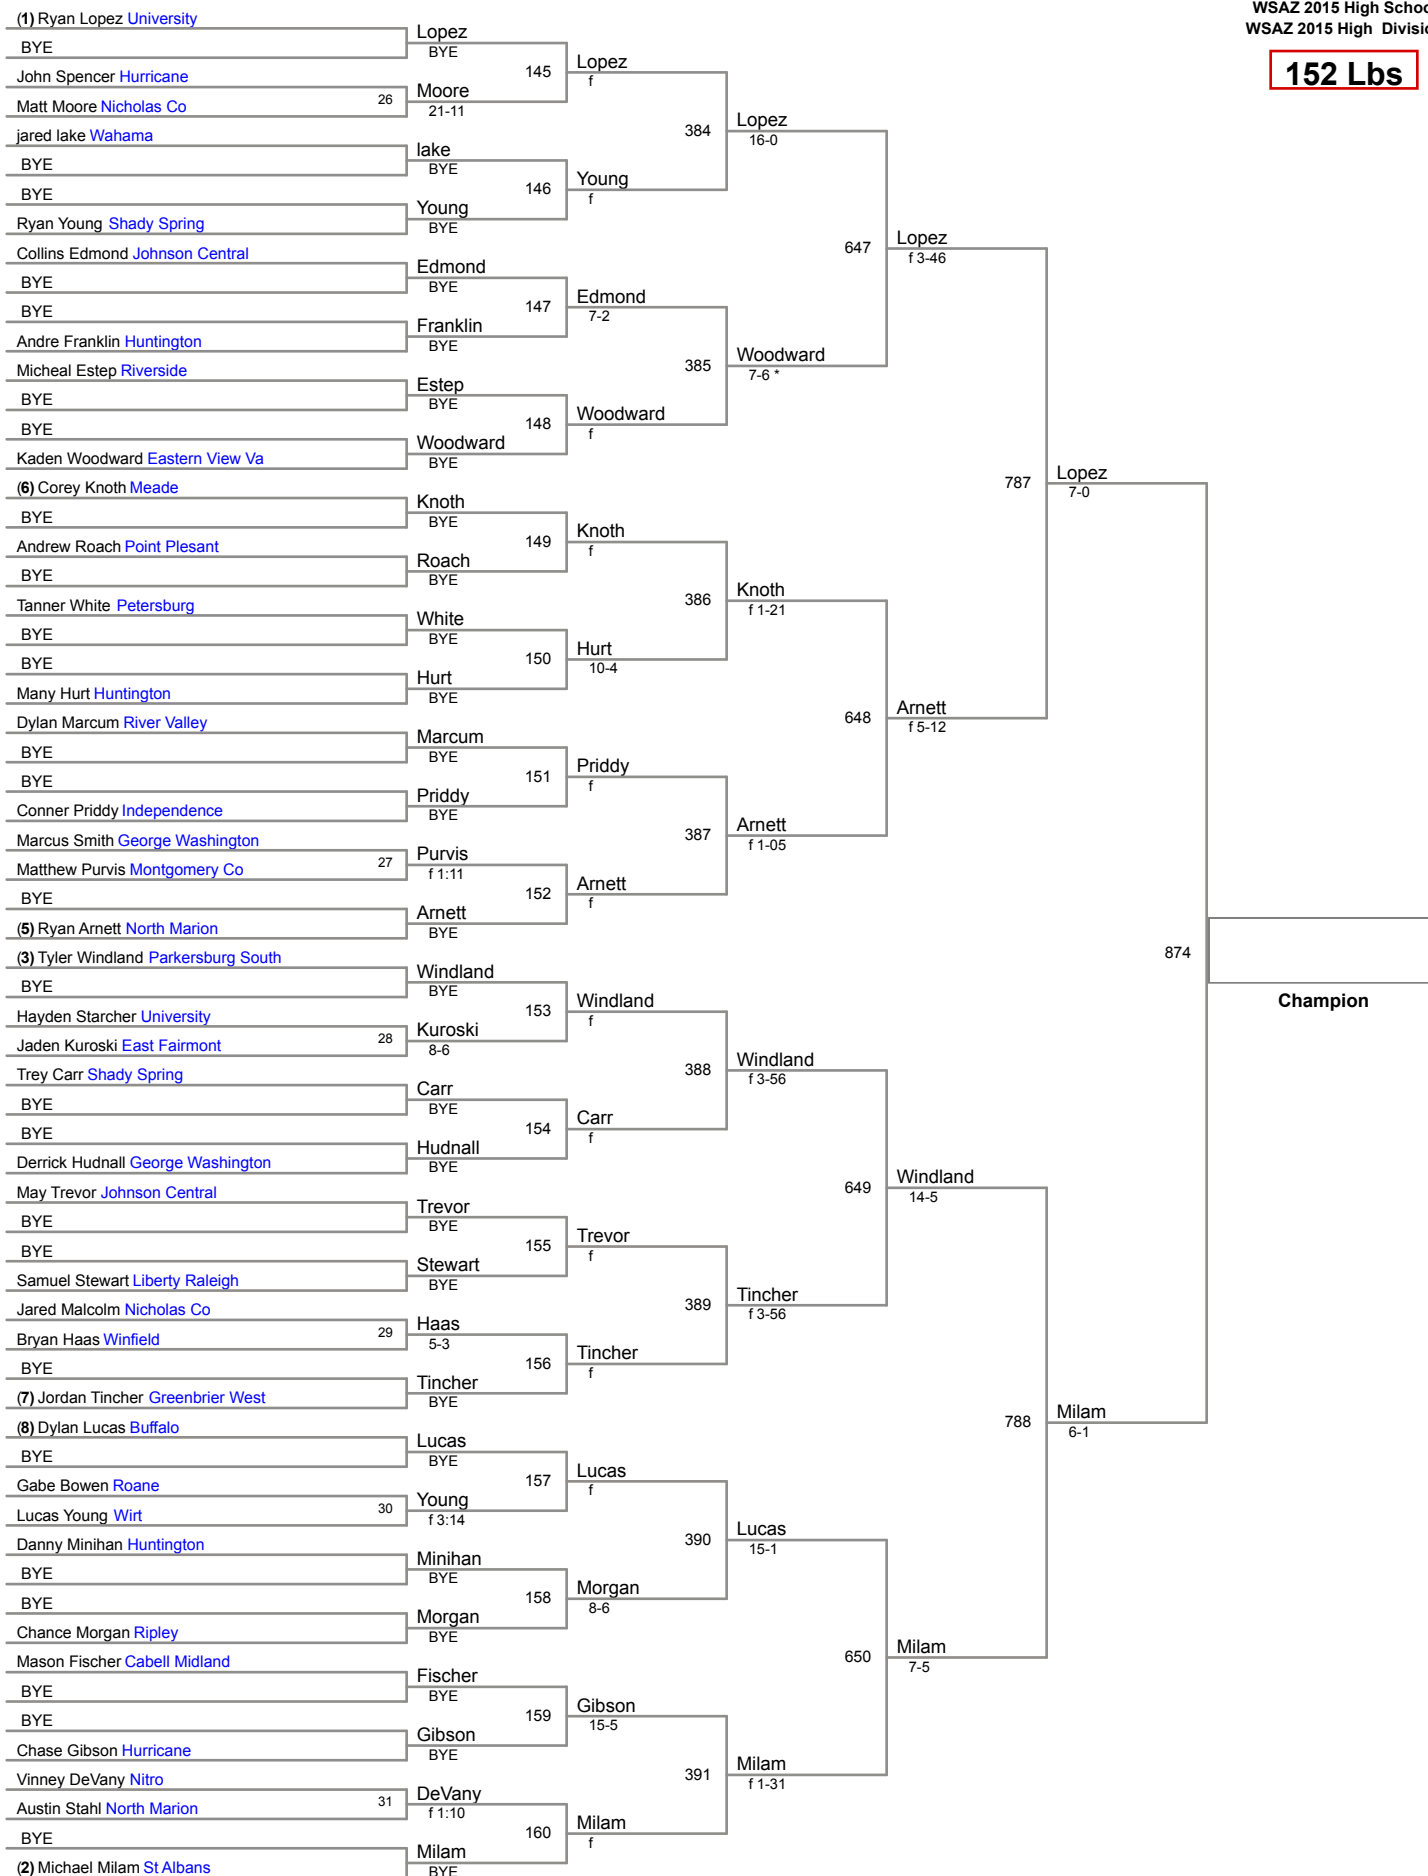 WSAZ 2015 High Schoo
WSAZ 2015 High Divisi
152 Lbs
(1) Ryan Lopez University
BYE
John Spencer Hurricane
Matt Moore Nicholas Co
jared lake Wahama
BYE
BYE
Ryan Young Shady Spring
Collins Edmond Johnson Central
BYE
BYE
Andre Franklin Huntington
Micheal Estep Riverside
BYE
BYE
Kaden Woodward Eastern View Va
(6) Corey Knoth Meade
BYE
Andrew Roach Point Plesant
BYE
Tanner White Petersburg
BYE
BYE
Many Hurt Huntington
Dylan Marcum River Valley
BYE
BYE
Conner Priddy Independence
Marcus Smith George Washington
Matthew Purvis Montgomery Co
BYE
(5) Ryan Arnett North Marion
(3) Tyler Windland Parkersburg South
BYE
Hayden Starcher University
Jaden Kuroski East Fairmont
Trey Carr Shady Spring
BYE
BYE
Derrick Hudnall George Washington
May Trevor Johnson Central
BYE
BYE
Samuel Stewart Liberty Raleigh
Jared Malcolm Nicholas Co
Bryan Haas Winfield
BYE
(7) Jordan Tincher Greenbrier West
(8) Dylan Lucas Buffalo
BYE
Gabe Bowen Roane
Lucas Young Wirt
Danny Minihan Huntington
BYE
BYE
Chance Morgan Ripley
Mason Fischer Cabell Midland
BYE
BYE
Chase Gibson Hurricane
Vinney DeVany Nitro
Austin Stahl North Marion
BYE
(2) Michael Milam St Albans
26
27
28
29
30
31
Lopez
BYE
Moore
21-11
lake
BYE
Young
BYE
Edmond
BYE
Franklin
BYE
Estep
BYE
Woodward
BYE
Knoth
BYE
Roach
BYE
White
BYE
Hurt
BYE
Marcum
BYE
Priddy
BYE
Purvis
f 1:11
Arnett
BYE
Windland
BYE
Kuroski
8-6
Carr
BYE
Hudnall
BYE
Trevor
BYE
Stewart
BYE
Haas
5-3
Tincher
BYE
Lucas
BYE
Young
f 3:14
Minihan
BYE
Morgan
BYE
Fischer
BYE
Gibson
BYE
DeVany
f 1:10
Milam
BYE
145
146
147
148
149
150
151
152
153
154
155
156
157
158
159
160
Lopez
f
Young
f
Edmond
7-2
Woodward
f
Knoth
f
Hurt
10-4
Priddy
f
Arnett
f
Windland
f
Carr
f
Trevor
f
Tincher
f
Lucas
f
Morgan
8-6
Gibson
15-5
Milam
f
384
385
386
387
388
389
390
391
Lopez
16-0
Woodward
7-6 *
Knoth
f 1-21
Arnett
f 1-05
Windland
f 3-56
Tincher
f 3-56
Lucas
15-1
Milam
f 1-31
647
648
649
650
Lopez
f 3-46
Arnett
f 5-12
Windland
14-5
Milam
7-5
787
788
Lopez
7-0
Milam
6-1
874
Champion